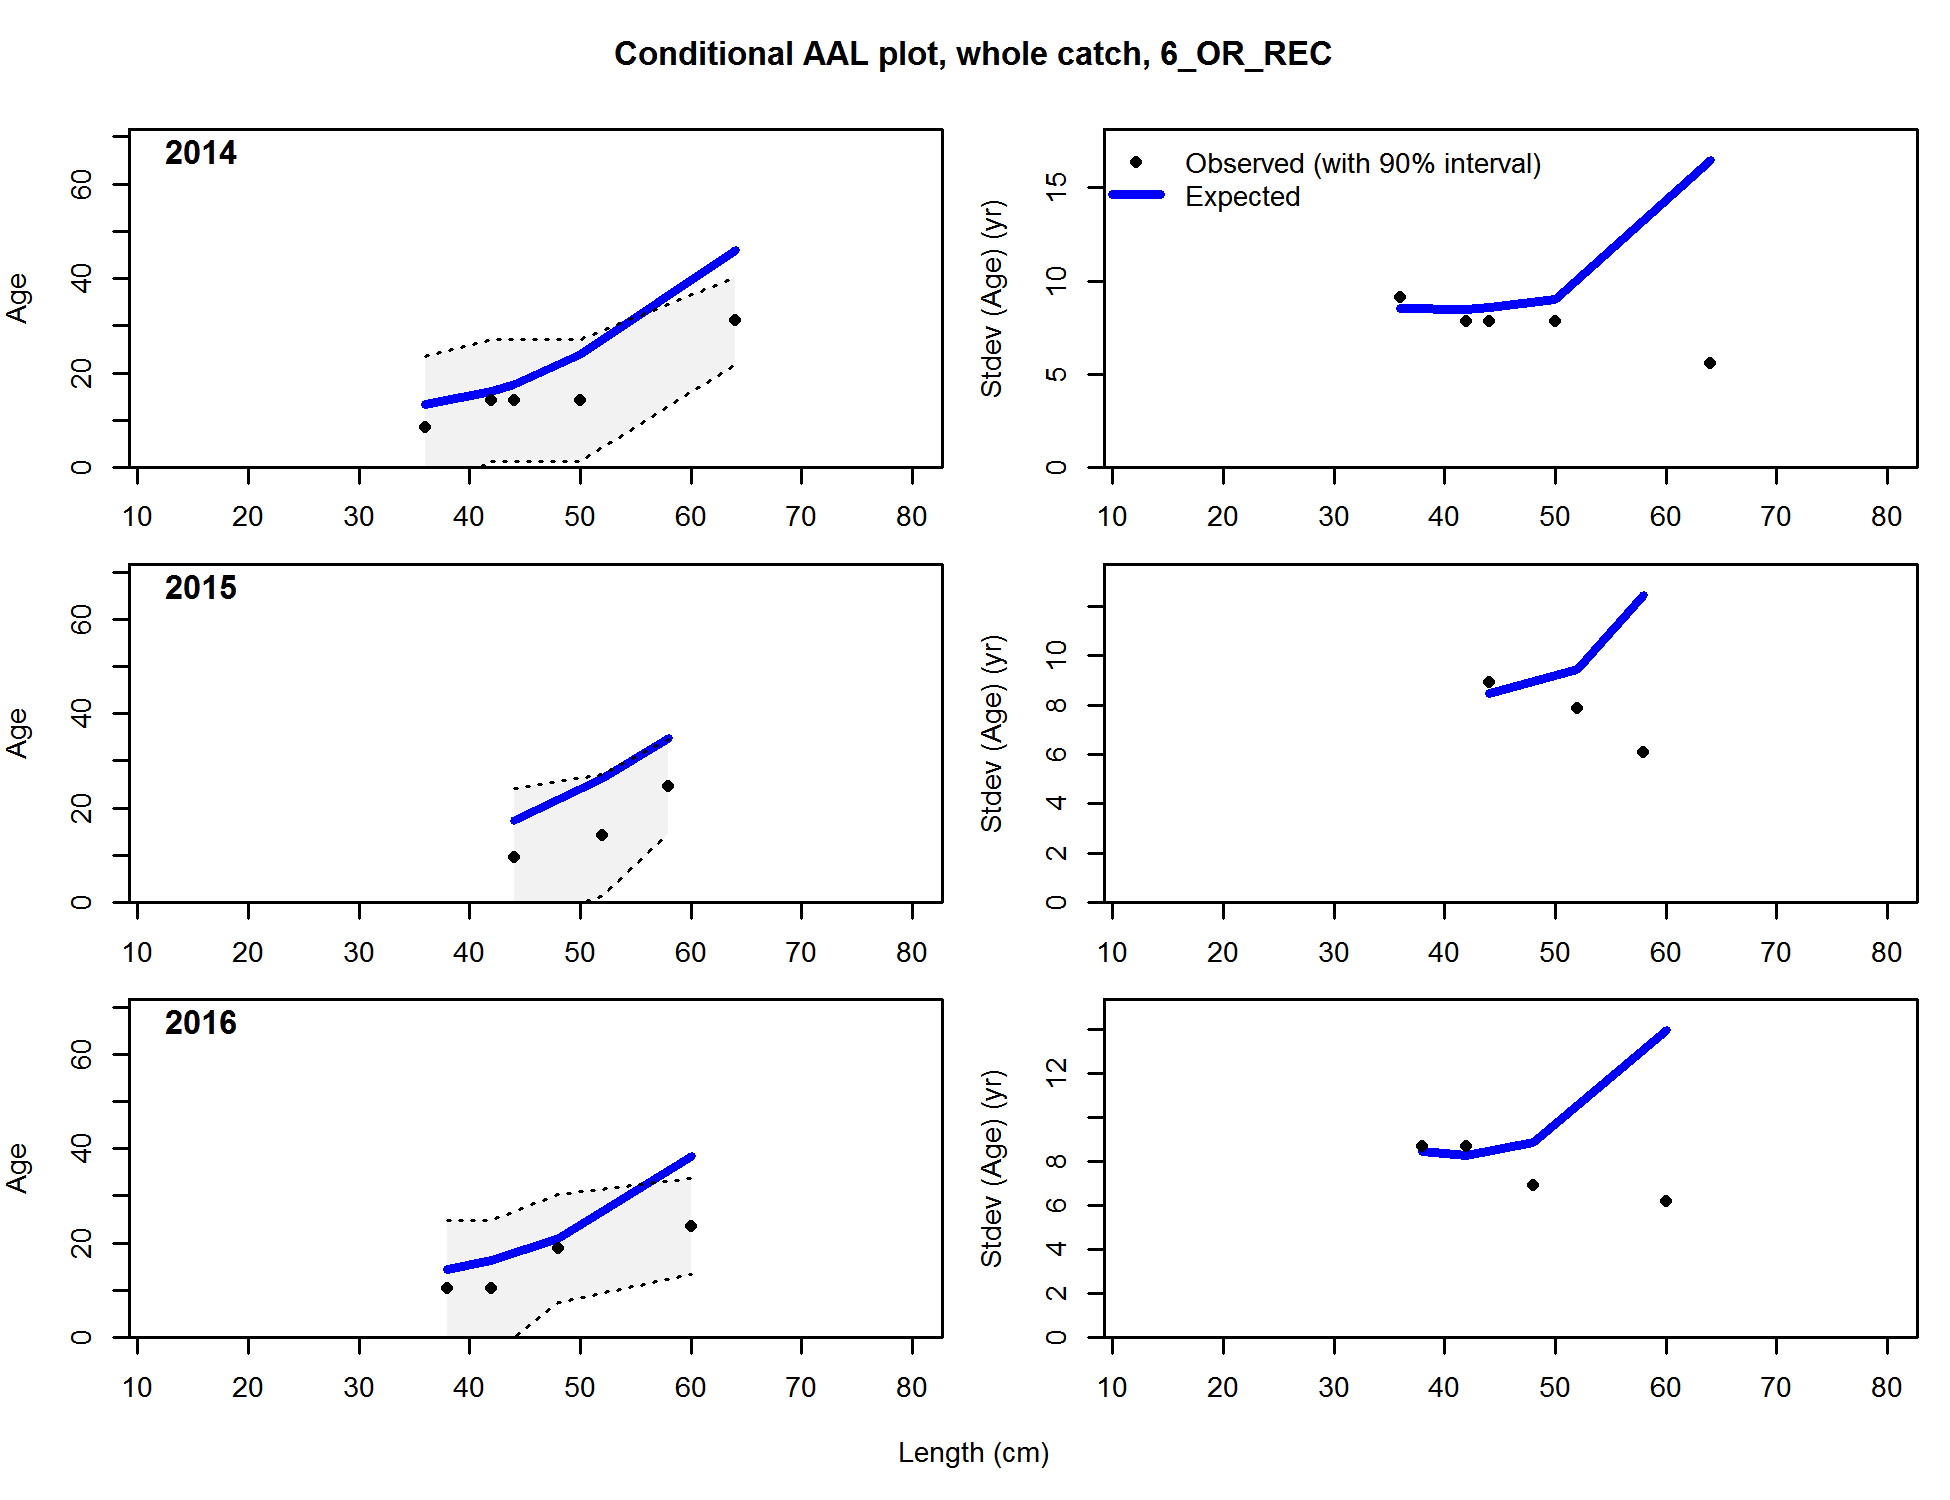 Conditional AAL plot, whole catch, 6_OR_REC
2014
Age
0 20 40 60
10 20 30 40 50 60 70 80
Observed (with 90% interval)
Expected
Stdev (Age) (yr)
0 5 10 15
10 20 30 40 50 60 70 80
2015
Age
0 20 40 60
10 20 30 40 50 60 70 80
Stdev (Age) (yr)
0 2 4 6 8 10
10 20 30 40 50 60 70 80
2016
Age
0 20 40 60
10 20 30 40 50 60 70 80
Stdev (Age) (yr)
0 2 4 6 8 12
10 20 30 40 50 60 70 80
Length (cm)